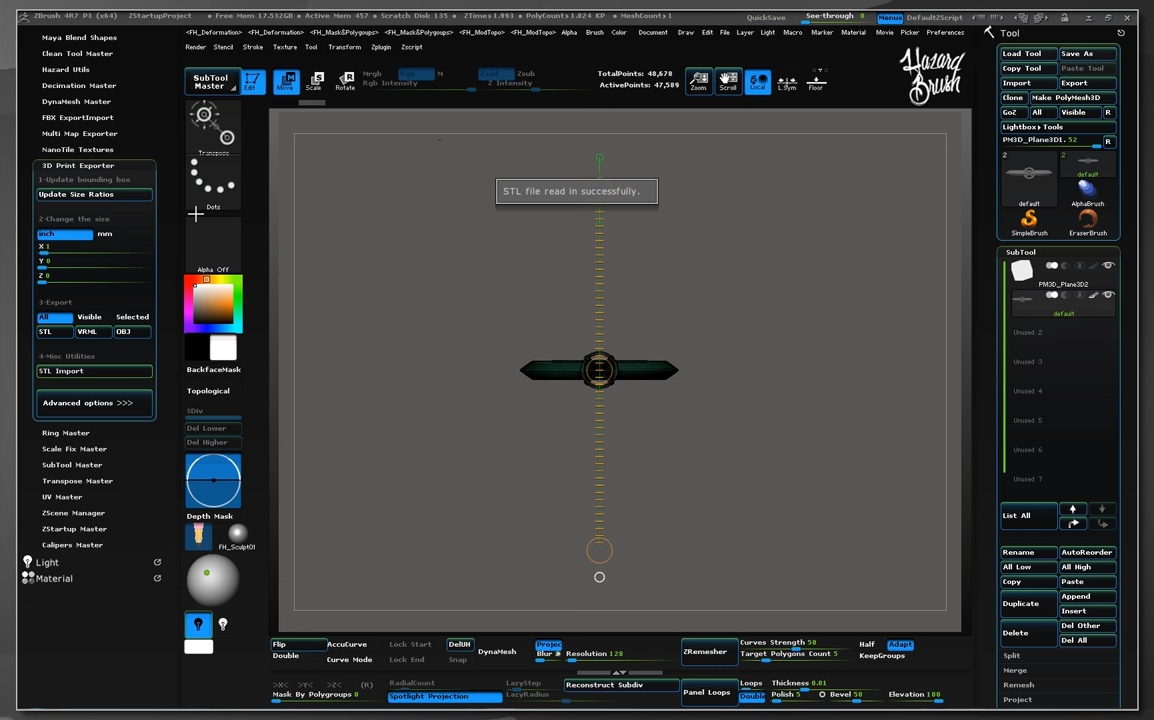 ZBrush 4R7 P3 (x64) ZStartupProject • Free Mem 17.532GB • Active Mem 457 • Scratch Disk 135 • ZTime▸1.993 • PolyCount▸1.024 KP • MeshCount▸1
QuickSave See-through 0 Menus DefaultZScript
<FH_Deformation> <FH_Deformation> <FH_Mask&Polygoups> <FH_Mask&Polygoups> <FH_ModTopo> <FH_ModTopo> Alpha Brush Color Document Draw Edit File Layer Light Macro Marker Material Movie Picker Preferences
Render Stencil Stroke Texture Tool Transform Zplugin Zscript
SubTool Master
Edit
Move
Scale
Rotate
Mrgb Rgb M
Rgb Intensity
Zadd Zsub
Z Intensity
TotalPoints: 48,678
ActivePoints: 47,589
Zoom
Scroll
Local
L.Sym
Floor
Hazard Brush
Maya Blend Shapes
Clean Tool Master
Hazard Utils
Decimation Master
DynaMesh Master
FBX ExportImport
Multi Map Exporter
NanoTile Textures
3D Print Exporter
1-Update bounding box
Update Size Ratios
2-Change the size
inch mm
X 1
Y 0
Z 0
3-Export
All Visible Selected
STL VRML OBJ
4-Misc Utilities
STL Import
Advanced options >>>
Ring Master
Scale Fix Master
SubTool Master
Transpose Master
UV Master
ZScene Manager
ZStartup Master
Calipers Master
Light
Material
Transpose
Dots
Alpha Off
BackfaceMask
Topological
SDiv
Del Lower
Del Higher
Depth Mask
FH_Sculpt01
STL file read in successfully.
Flip
Double
AccuCurve
Curve Mode
Lock Start
Lock End
DelUH
Snap
DynaMesh
Projec
Blur Resolution 128
ZRemesher
Curves Strength 50
Target Polygons Count 5
Half Adapt
KeepGroups
>X< >Y< >Z< (R)
Mask By Polygroups 0
RadialCount
Spotlight Projection
LazyStep
LazyRadius
Reconstruct Subdiv
Panel Loops
Loops
Double
Thickness 0.01
Polish 5 Bevel 50 Elevation 100
Tool
Load Tool Save As
Copy Tool Paste Tool
Import Export
Clone Make PolyMesh3D
GoZ All Visible R
Lightbox▸Tools
PM3D_Plane3D1. 52 R
2
default
2
default
AlphaBrush
SimpleBrush
EraserBrush
SubTool
PM3D_Plane3D2
default
Unused 2
Unused 3
Unused 4
Unused 5
Unused 6
Unused 7
List All
Rename AutoReorder
All Low All High
Copy Paste
Duplicate
Append
Insert
Delete
Del Other
Del All
Split
Merge
Remesh
Project